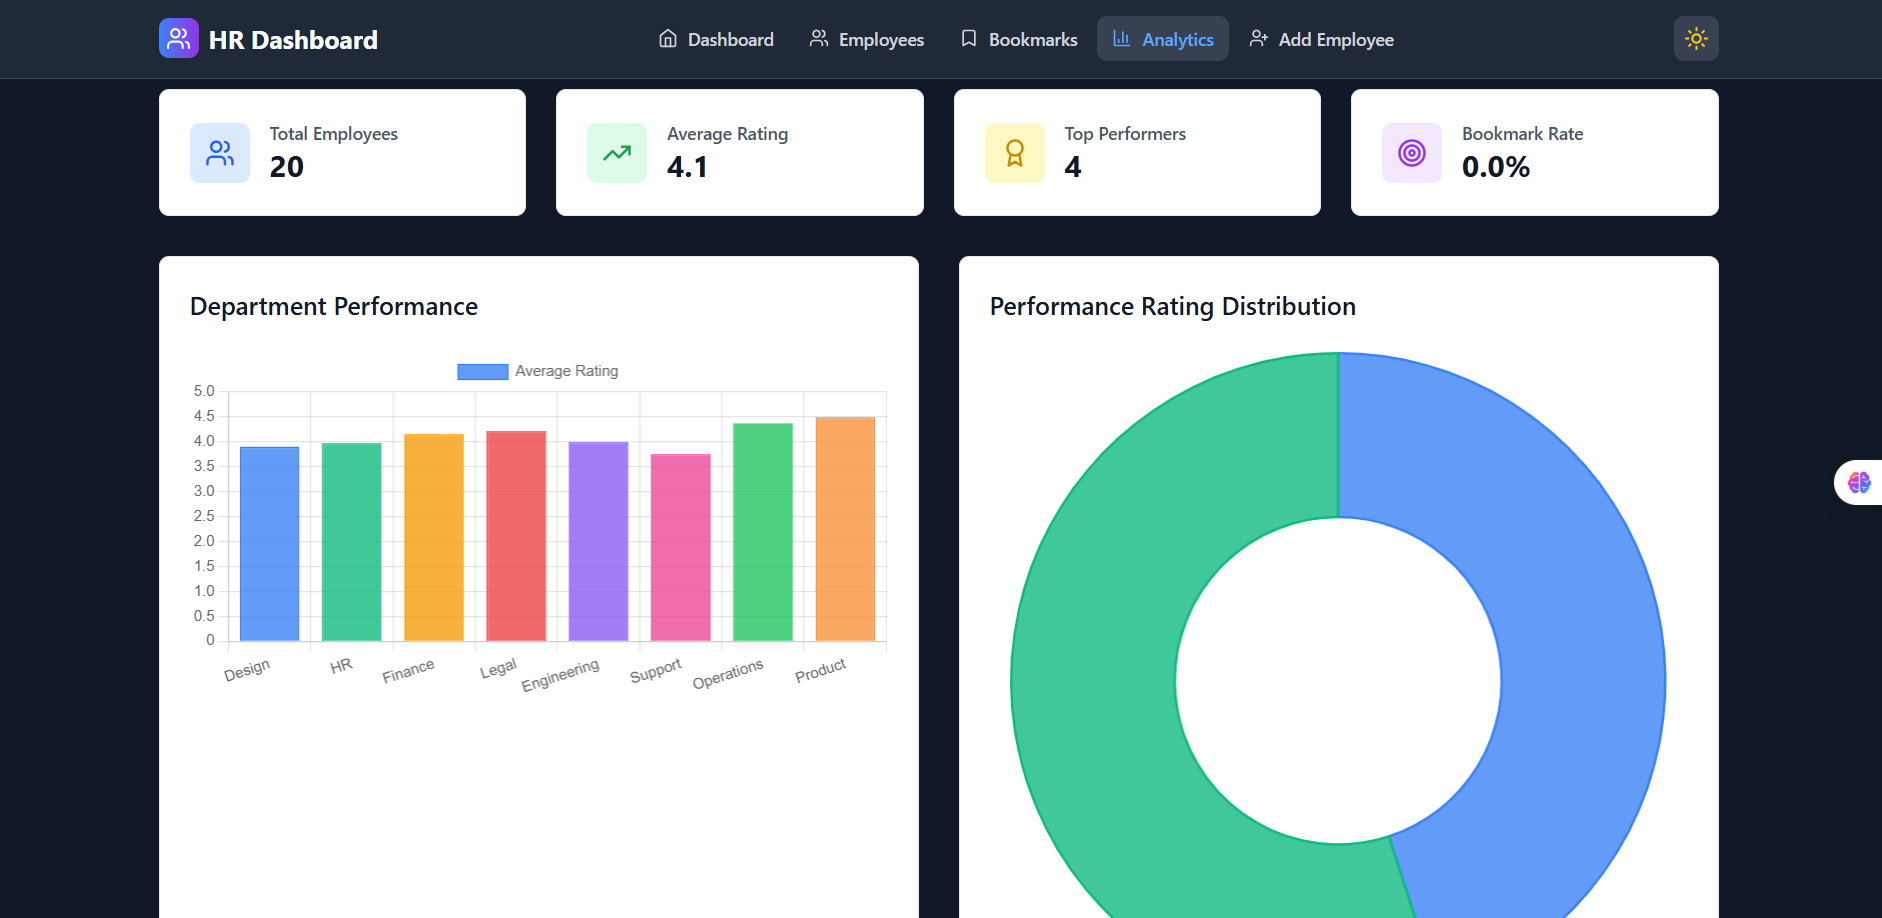 HR Dashboard
Dashboard
Employees
Bookmarks
Analytics
Add Employee
Total Employees
20
Average Rating
4.1
Top Performers
4
Bookmark Rate
0.0%
Department Performance
Average Rating
5.0
4.5
4.0
3.5
3.0
2.5
2.0
1.5
1.0
0.5
0
Design
HR
Finance
Legal
Engineering
Support
Operations
Product
Performance Rating Distribution